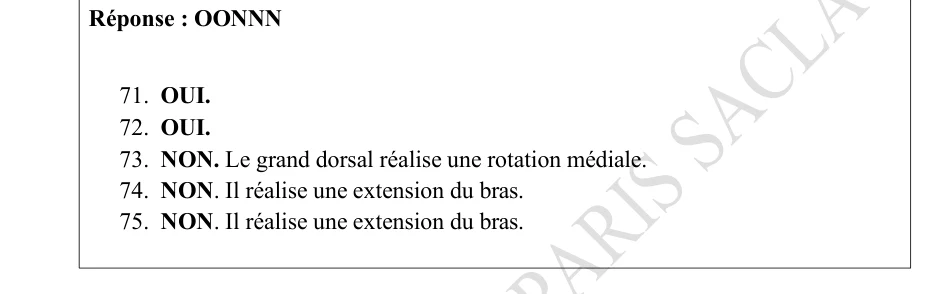 Réponse : OONNN
71. OUI.
72. OUI.
73. NON. Le grand dorsal réalise une rotation médiale.
74. NON. Il réalise une extension du bras.
75. NON. Il réalise une extension du bras.
PARIS SACLA